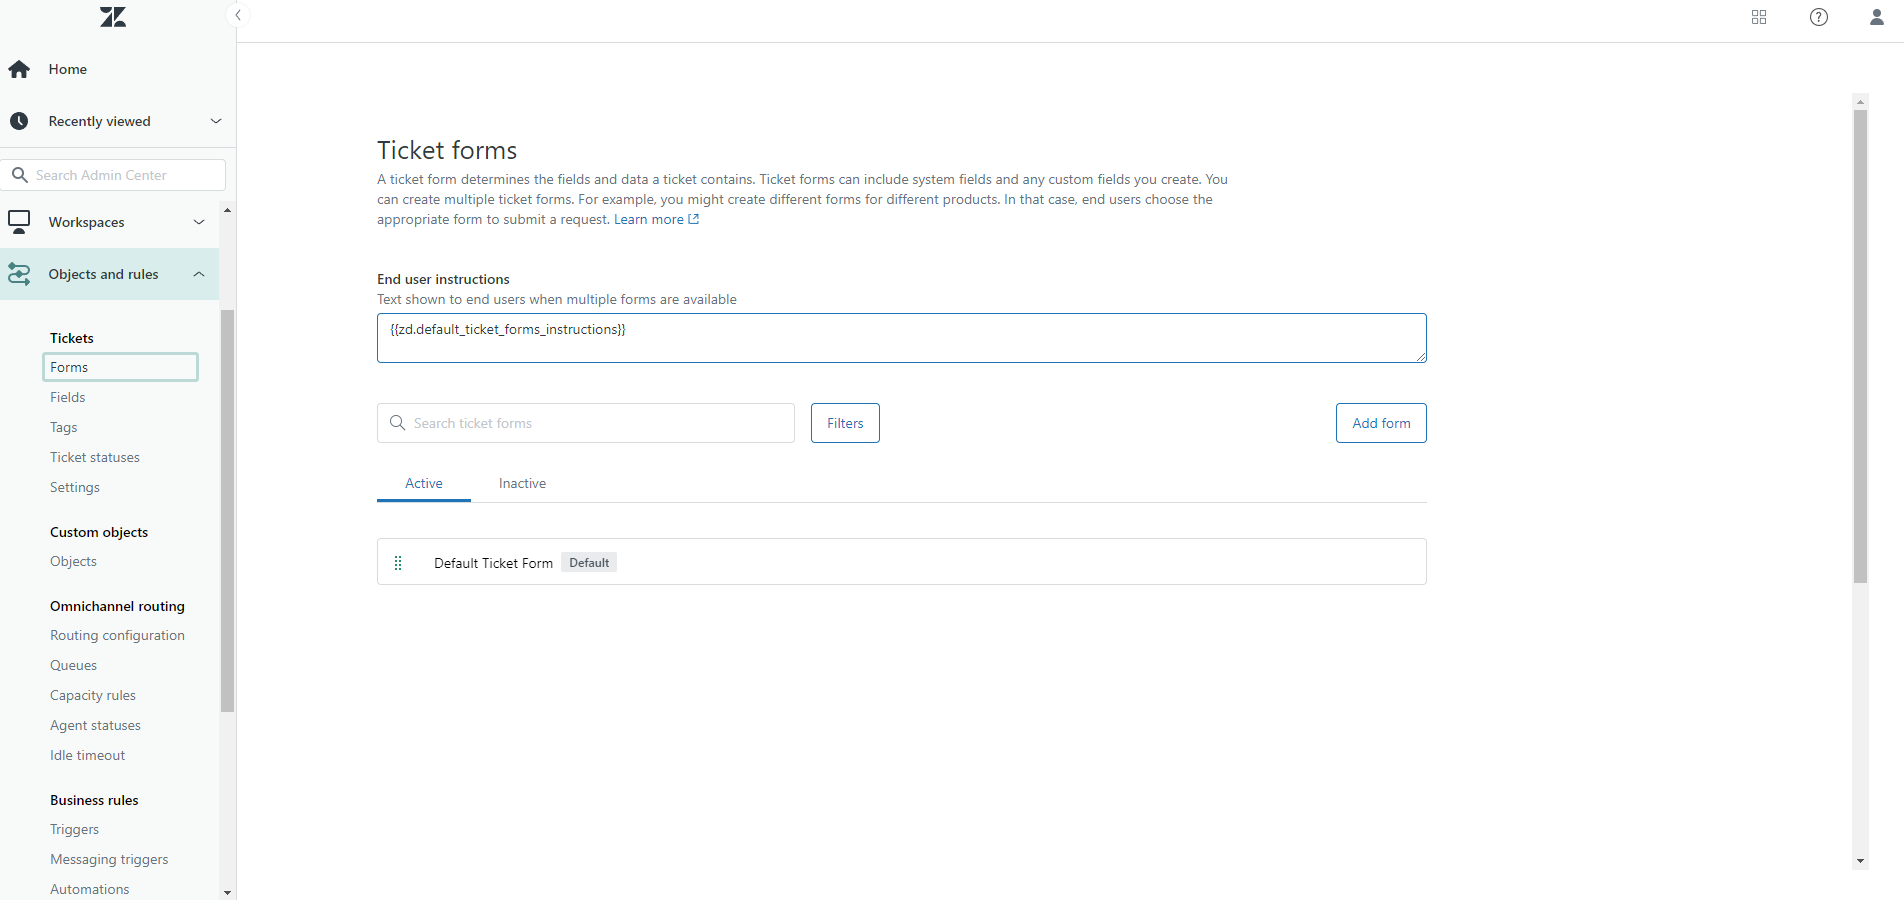 Home
Recently viewed
Search Admin Center
Workspaces
Objects and rules
Tickets
Forms
Fields
Tags
Ticket statuses
Settings
Custom objects
Objects
Omnichannel routing
Routing configuration
Queues
Capacity rules
Agent statuses
Idle timeout
Business rules
Triggers
Messaging triggers
Automations
Ticket forms
A ticket form determines the fields and data a ticket contains. Ticket forms can include system fields and any custom fields you create. You
can create multiple ticket forms. For example, you might create different forms for different products. In that case, end users choose the
appropriate form to submit a request. Learn more
End user instructions
Text shown to end users when multiple forms are available
{{zd.default_ticket_forms_instructions}}
Search ticket forms
Filters
Add form
Active
Inactive
Default Ticket Form
Default